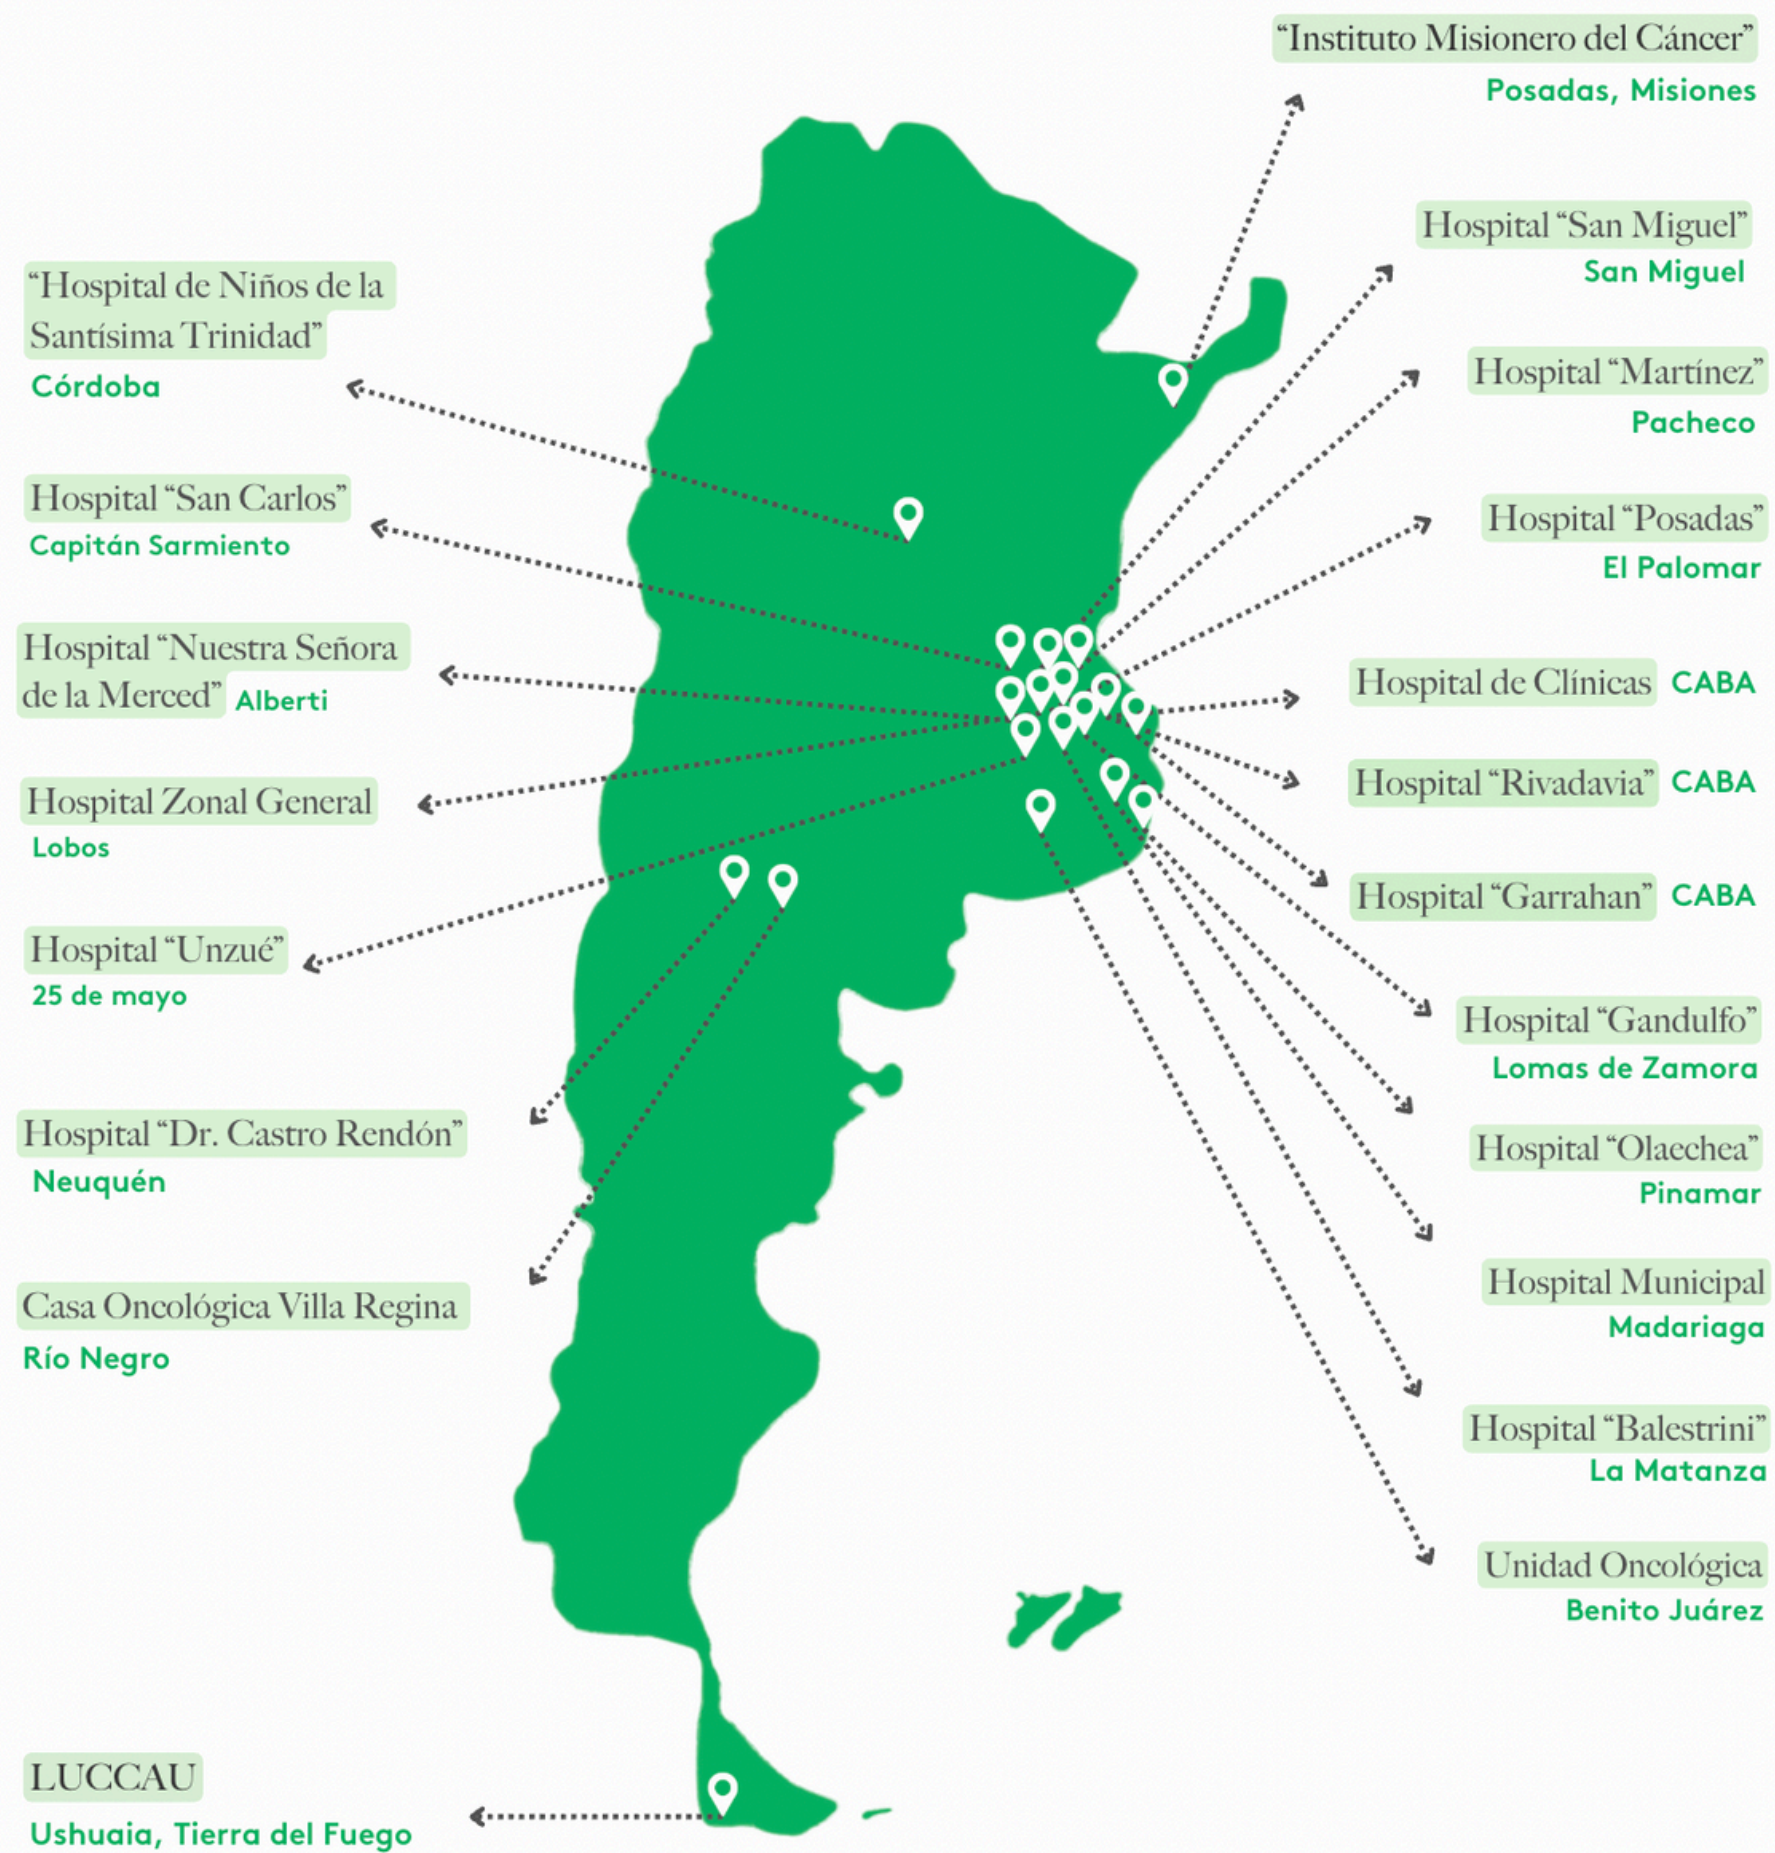 “Instituto Misionero del Cáncer”
Posadas, Misiones
Hospital “San Miguel”
San Miguel
Hospital “Martínez”
Pacheco
Hospital “Posadas”
El Palomar
Hospital de Clínicas CABA
Hospital “Rivadavia” CABA
Hospital “Garrahan” CABA
Hospital “Gandulfo”
Lomas de Zamora
Hospital “Olaechea”
Pinamar
Hospital Municipal
Madariaga
Hospital “Balestrini”
La Matanza
Unidad Oncológica
Benito Juárez
“Hospital de Niños de la
Santísima Trinidad”
Córdoba
Hospital “San Carlos”
Capitán Sarmiento
Hospital “Nuestra Señora
de la Merced” Alberti
Hospital Zonal General
Lobos
Hospital “Unzué”
25 de mayo
Hospital “Dr. Castro Rendón”
Neuquén
Casa Oncológica Villa Regina
Río Negro
LUCCAU
Ushuaia, Tierra del Fuego